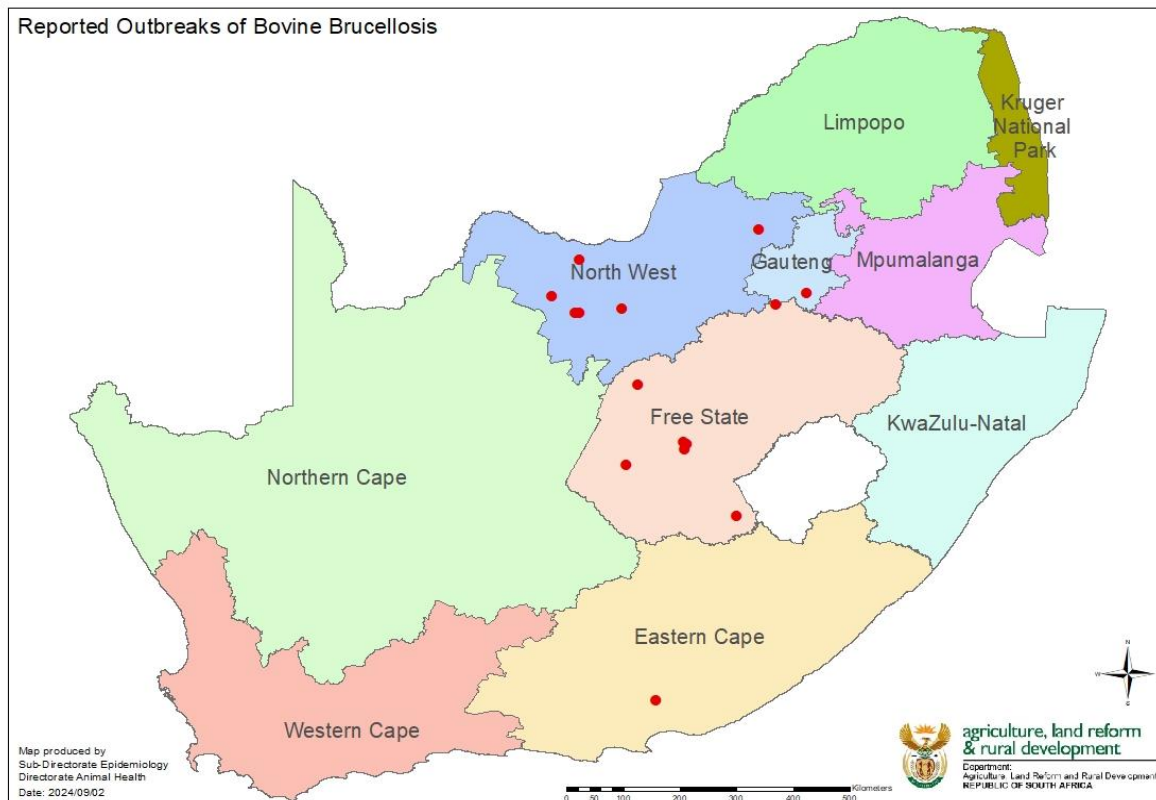 Reported Outbreaks of Bovine Brucellosis
Limpopo
Kruger
National
Park
North West
Gauteng
Mpumalanga
Free State
KwaZulu-Natal
Northern Cape
Eastern Cape
Western Cape
N
W
E
S
Map produced by
Sub-Directorate Epidemiology
Directorate Animal Health
Date: 2024/09/02
Kilometers
0 50 100 200 300 400 500
agriculture, land reform
& rural development
Department:
Agriculture, Land Reform and Rural Development
REPUBLIC OF SOUTH AFRICA